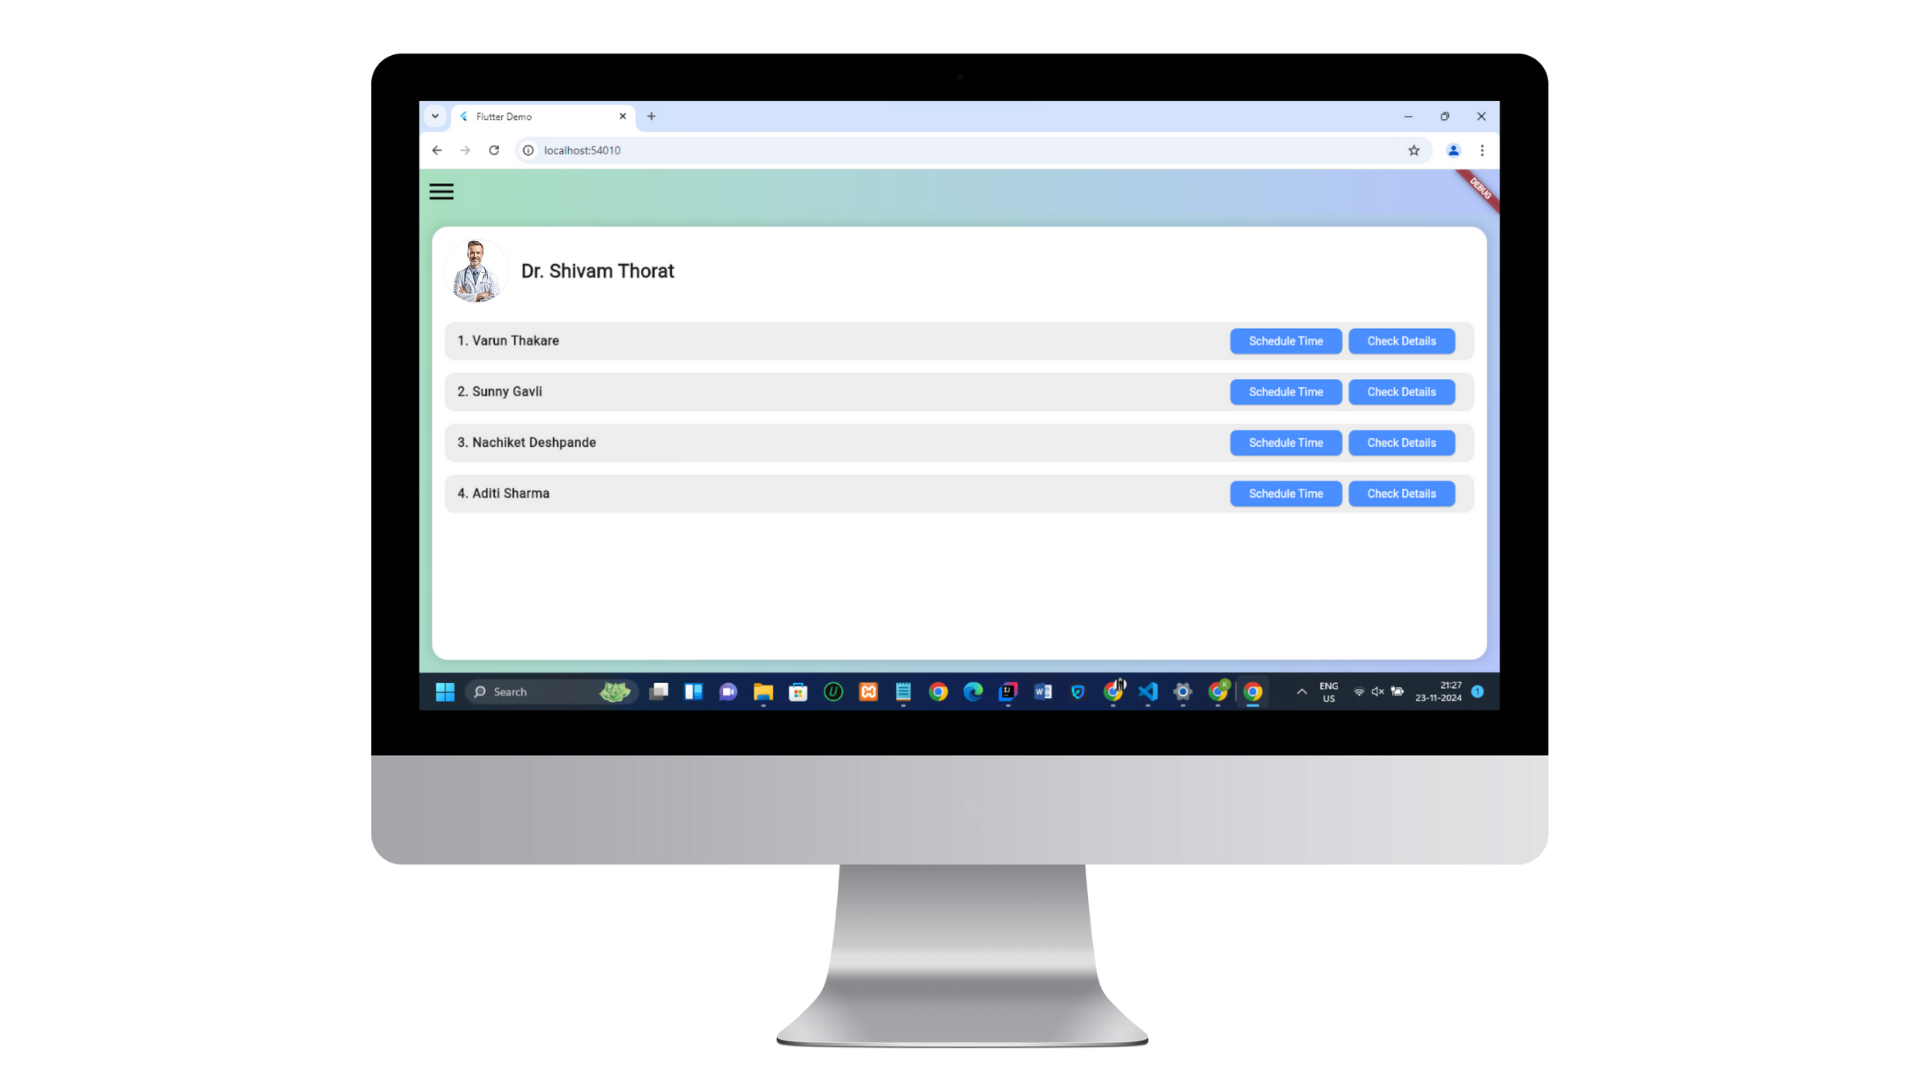 Flutter Demo
localhost:54010
DEBUG
Dr. Shivam Thorat
1. Varun Thakare Schedule Time Check Details
2. Sunny Gavli Schedule Time Check Details
3. Nachiket Deshpande Schedule Time Check Details
4. Aditi Sharma Schedule Time Check Details
Search
ENG
US
21:27
23-11-2024
1